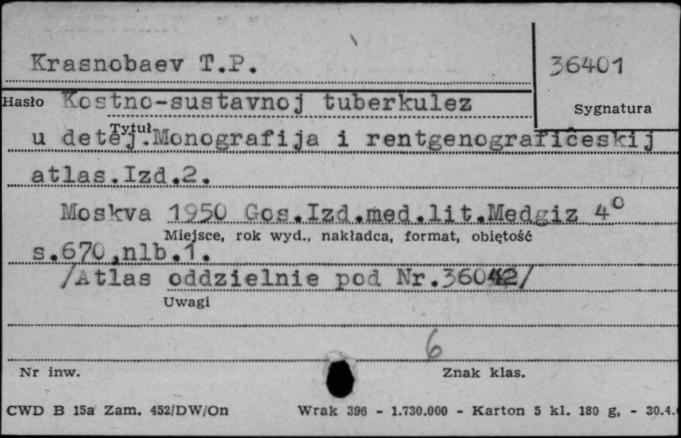 Krasnobaev T.P.
36401
Hasło Kostno-sustavnoj tuberkulez
Sygnatura
Tytuł
u detej.Monografija i rentgenografičeskij
atlas.Izd.2.
Moskva 1950 Gos.Izd.med.lit.Medgiz 4°
Miejsce, rok wyd., nakładca, format, objętość
s.670,nlb.1.
/Atlas oddzielnie pod Nr.36042/
Uwagi
6
Nr inw.
Znak klas.
CWD B 15a Zam. 452/DW/On Wrak 396 - 1.730.000 - Karton 5 kl. 180 g, - 30.4.